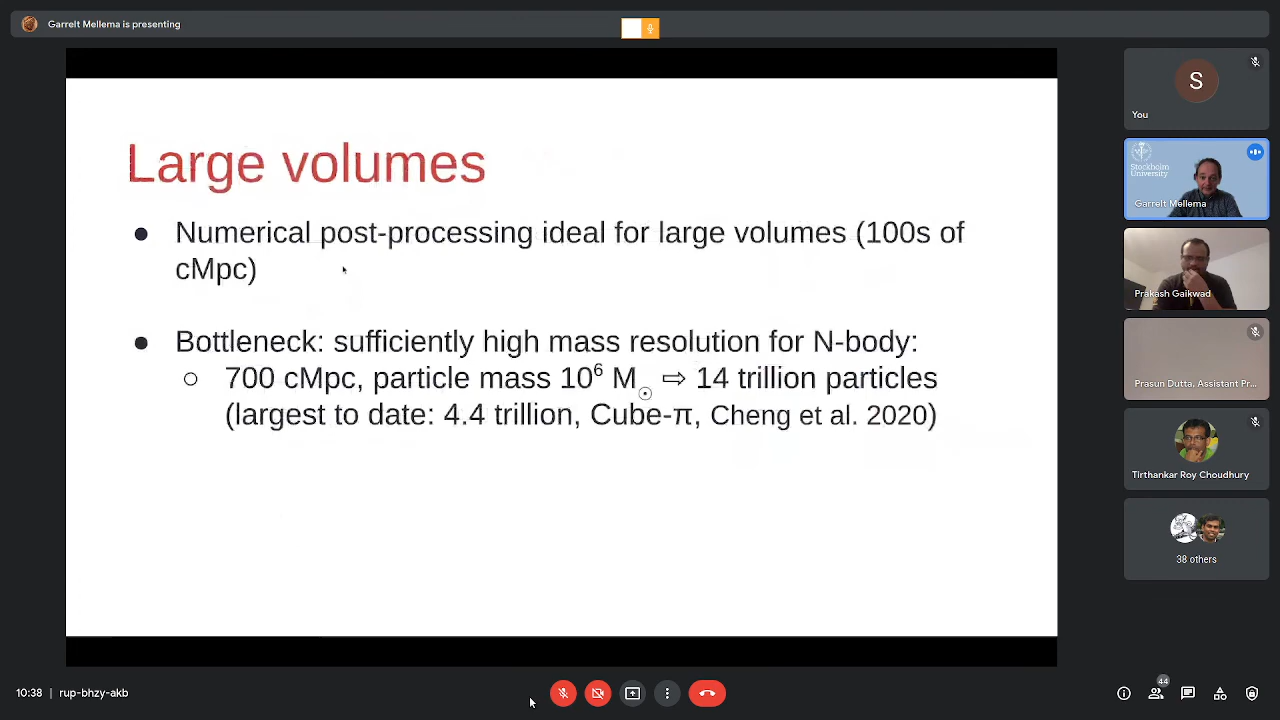 Garrelt Mellema is presenting
Large volumes
● Numerical post-processing ideal for large volumes (100s of
cMpc)
● Bottleneck: sufficiently high mass resolution for N-body:
○ 700 cMpc, particle mass 10⁶ M☉ ⇨ 14 trillion particles
(largest to date: 4.4 trillion, Cube-π, Cheng et al. 2020)
S
You
Stockholm
University
Garrelt Mellema
Prakash Gaikwad
Prasun Dutta, Assistant Pr...
Tirthankar Roy Choudhury
38 others
10:38 | rup-bhzy-akb
44